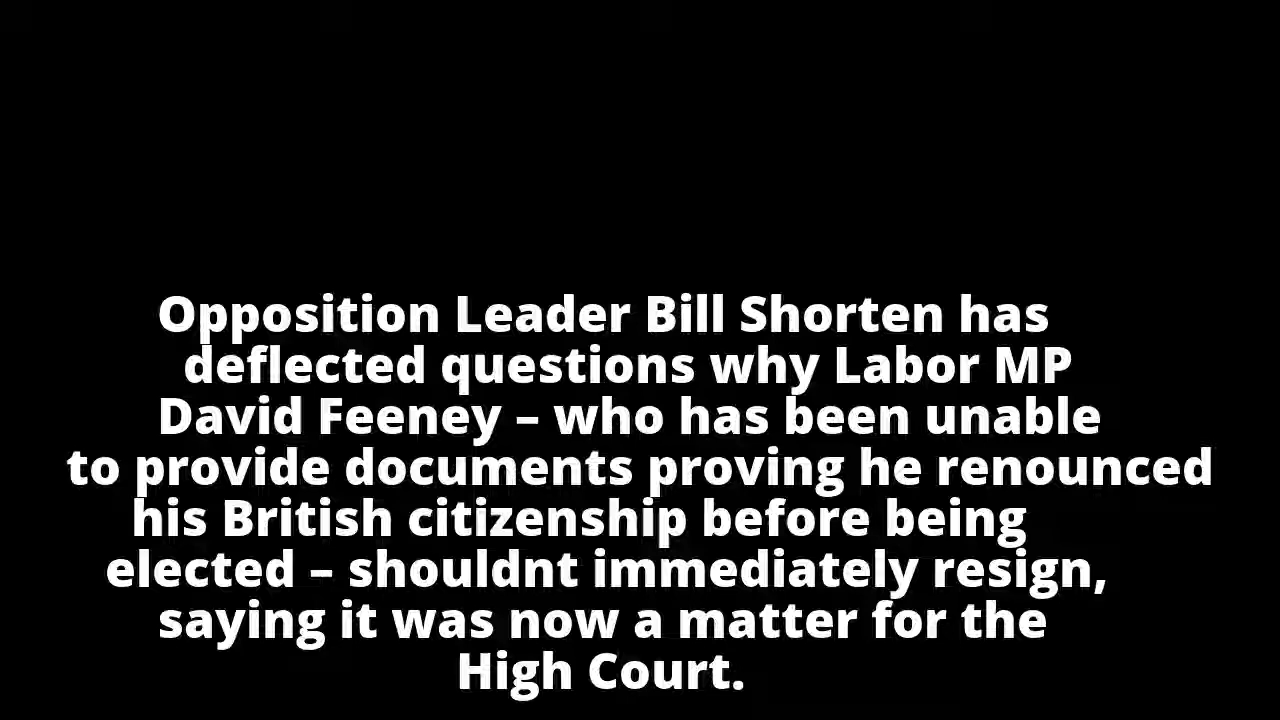 Opposition Leader Bill Shorten has
deflected questions why Labor MP
David Feeney – who has been unable
to provide documents proving he renounced
his British citizenship before being
elected – shouldnt immediately resign,
saying it was now a matter for the
High Court.